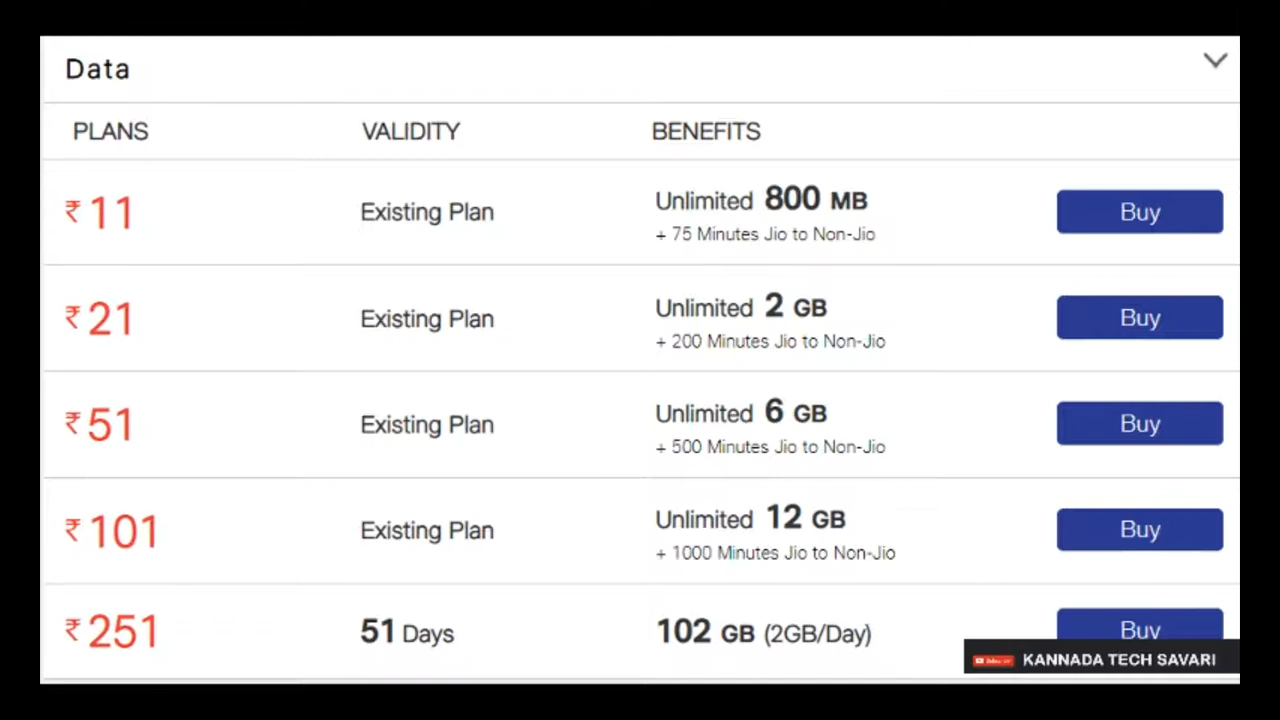 Data
PLANS VALIDITY BENEFITS
₹ 11 Existing Plan Unlimited 800 MB Buy
+ 75 Minutes Jio to Non-Jio
₹ 21 Existing Plan Unlimited 2 GB Buy
+ 200 Minutes Jio to Non-Jio
₹ 51 Existing Plan Unlimited 6 GB Buy
+ 500 Minutes Jio to Non-Jio
₹ 101 Existing Plan Unlimited 12 GB Buy
+ 1000 Minutes Jio to Non-Jio
₹ 251 51 Days 102 GB (2GB/Day) Buy
KANNADA TECH SAVARI